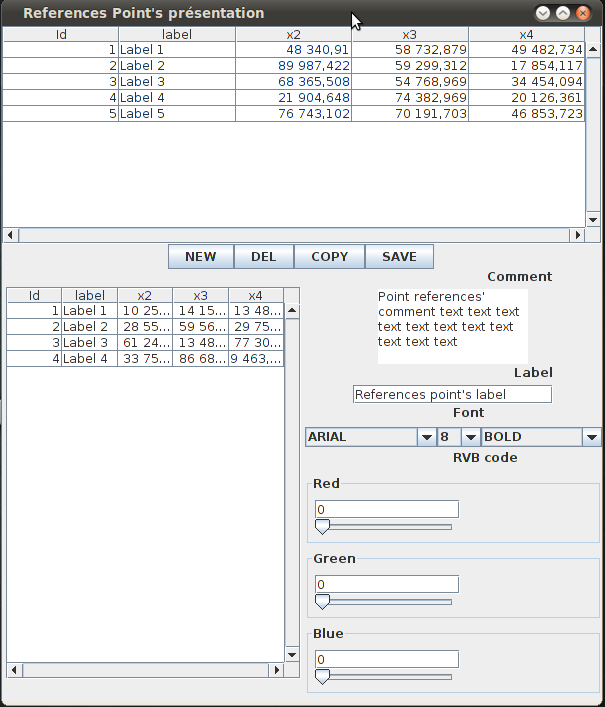 References Point's présentation
Id label x2 x3 x4
1 Label 1 48 340,91 58 732,879 49 482,734
2 Label 2 89 987,422 59 299,312 17 854,117
3 Label 3 68 365,508 54 768,969 34 454,094
4 Label 4 21 904,648 74 382,969 20 126,361
5 Label 5 76 743,102 70 191,703 46 853,723
NEW DEL COPY SAVE
Id label x2 x3 x4
1 Label 1 10 25... 14 15... 13 48...
2 Label 2 28 55... 59 56... 29 75...
3 Label 3 61 24... 13 48... 77 30...
4 Label 4 33 75... 86 68... 9 463,...
Comment
Point references'
comment text text text
text text text text text
text text text
Label
References point's label
Font
ARIAL 8 BOLD
RVB code
Red
0
Green
0
Blue
0